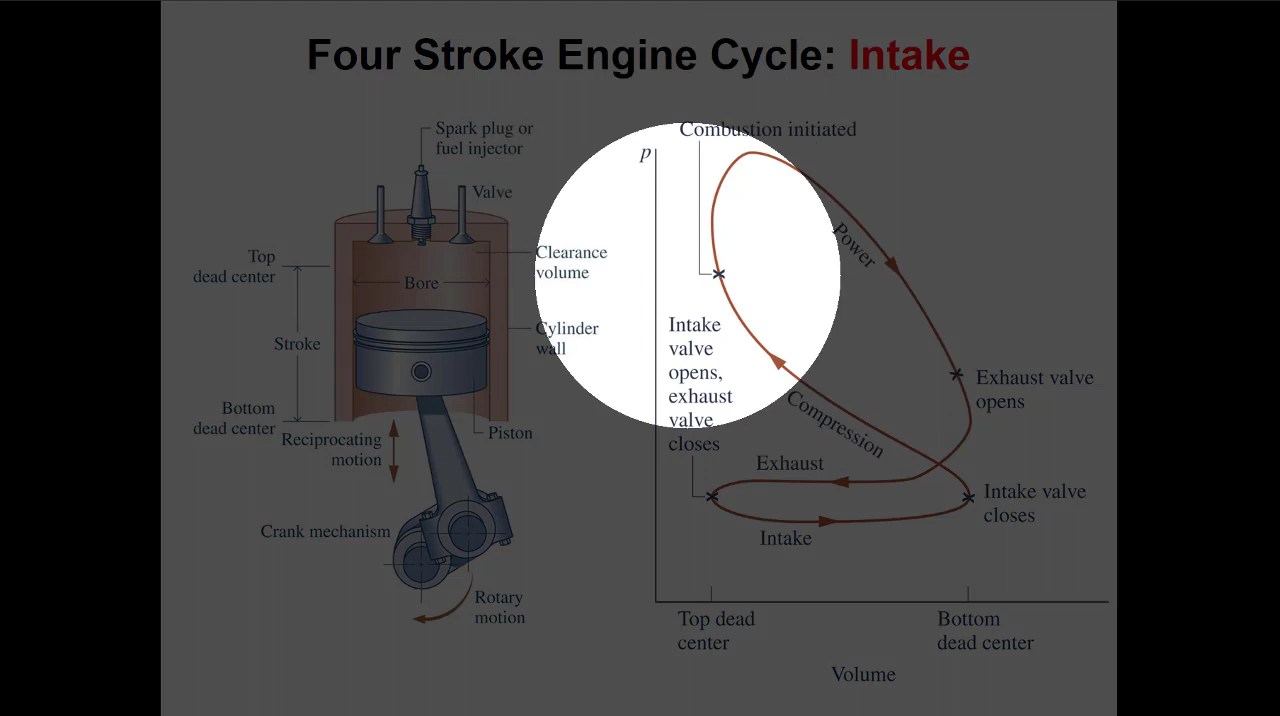 Four Stroke Engine Cycle: Intake
Spark plug or
fuel injector
Valve
Top
dead center
Clearance
volume
Bore
Stroke
Cylinder
wall
Bottom
dead center
Reciprocating
motion
Piston
Crank mechanism
Rotary
motion
Combustion initiated
p
Power
Intake
valve
opens,
exhaust
valve
closes
Compression
Exhaust valve
opens
Exhaust
Intake valve
closes
Intake
Top dead
center
Bottom
dead center
Volume